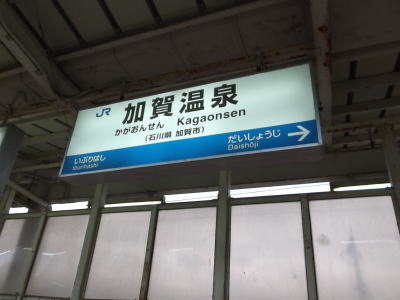 JR
加賀温泉
かがおんせん Kagaonsen
(石川県 加賀市)
いぶりはし
Iburihashi
だいしょうじ
Daishōji